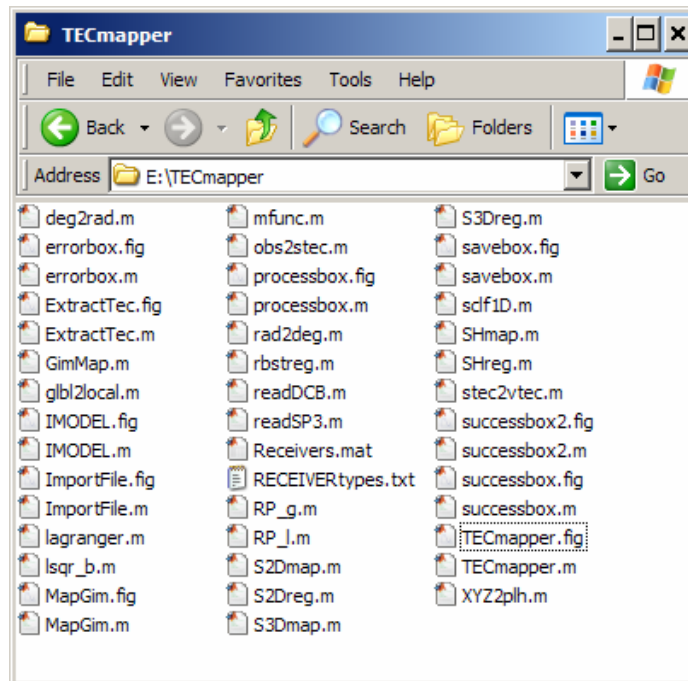 TECmapper
File Edit View Favorites Tools Help
Back Search Folders
Address E:\TECmapper Go
deg2rad.m
errorbox.fig
errorbox.m
ExtractTec.fig
ExtractTec.m
GimMap.m
glbl2local.m
IMODEL.fig
IMODEL.m
ImportFile.fig
ImportFile.m
lagranger.m
lsqr_b.m
MapGim.fig
MapGim.m
mfunc.m
obs2stec.m
processbox.fig
processbox.m
rad2deg.m
rbstreg.m
readDCB.m
readSP3.m
Receivers.mat
RECEIVERtypes.txt
RP_g.m
RP_l.m
S2Dmap.m
S2Dreg.m
S3Dmap.m
S3Dreg.m
savebox.fig
savebox.m
sclf1D.m
SHmap.m
SHreg.m
stec2vtec.m
successbox2.fig
successbox2.m
successbox.fig
successbox.m
TECmapper.fig
TECmapper.m
XYZ2plh.m